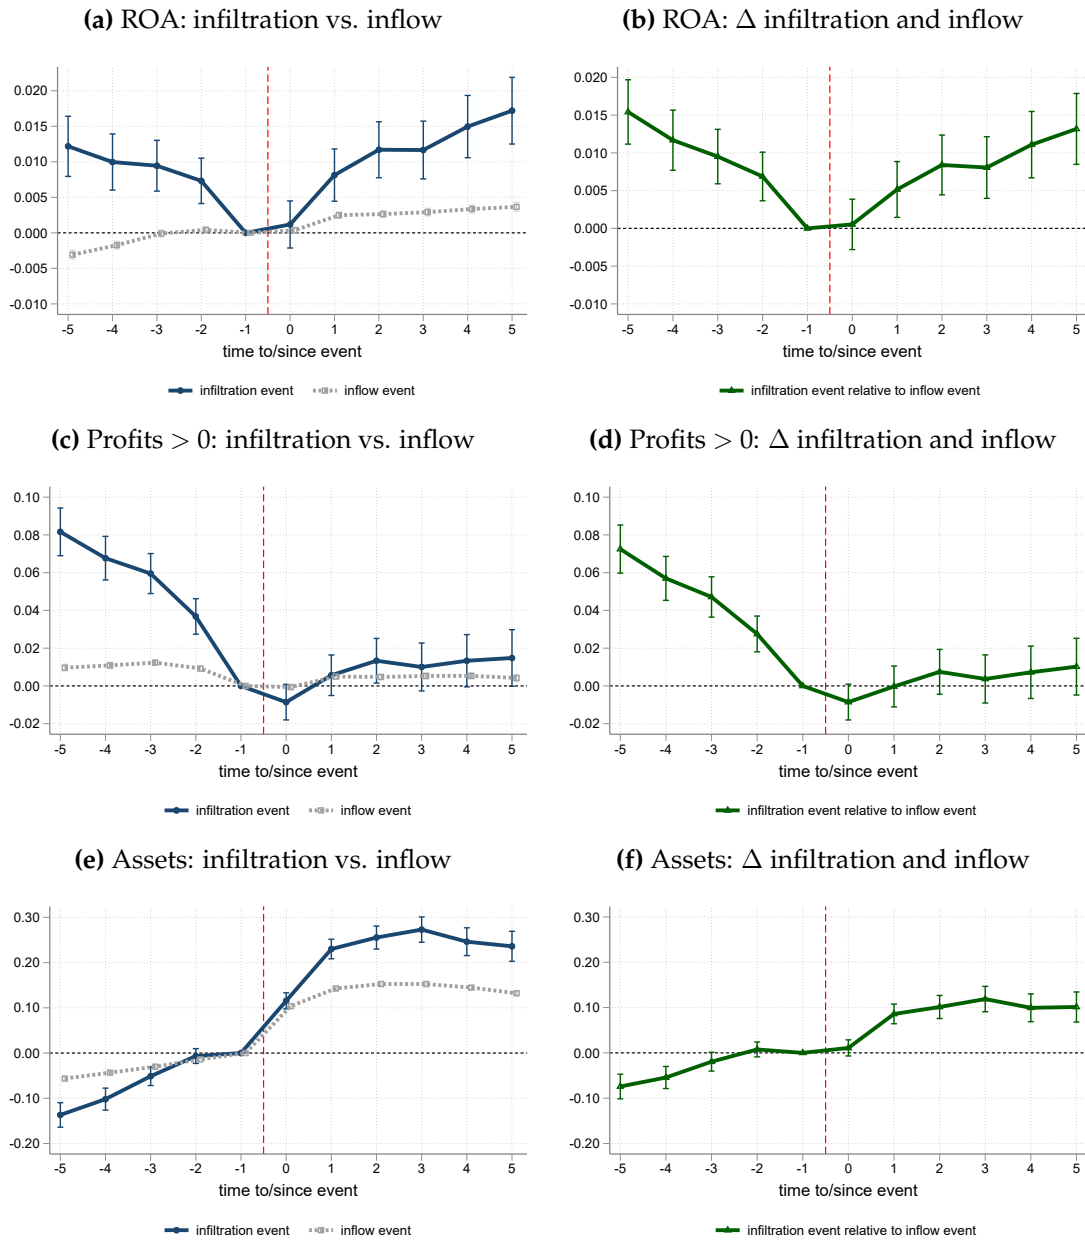 (a) ROA: infiltration vs. inflow
0.020
0.015
0.010
0.005
0.000
-0.005
-0.010
-5 -4 -3 -2 -1 0 1 2 3 4 5
time to/since event
infiltration event inflow event
(b) ROA: Δ infiltration and inflow
0.020
0.015
0.010
0.005
0.000
-0.005
-0.010
-5 -4 -3 -2 -1 0 1 2 3 4 5
time to/since event
infiltration event relative to inflow event
(c) Profits > 0: infiltration vs. inflow
0.10
0.08
0.06
0.04
0.02
0.00
-0.02
-5 -4 -3 -2 -1 0 1 2 3 4 5
time to/since event
infiltration event inflow event
(d) Profits > 0: Δ infiltration and inflow
0.10
0.08
0.06
0.04
0.02
0.00
-0.02
-5 -4 -3 -2 -1 0 1 2 3 4 5
time to/since event
infiltration event relative to inflow event
(e) Assets: infiltration vs. inflow
0.30
0.20
0.10
0.00
-0.10
-0.20
-5 -4 -3 -2 -1 0 1 2 3 4 5
time to/since event
infiltration event inflow event
(f) Assets: Δ infiltration and inflow
0.30
0.20
0.10
0.00
-0.10
-0.20
-5 -4 -3 -2 -1 0 1 2 3 4 5
time to/since event
infiltration event relative to inflow event